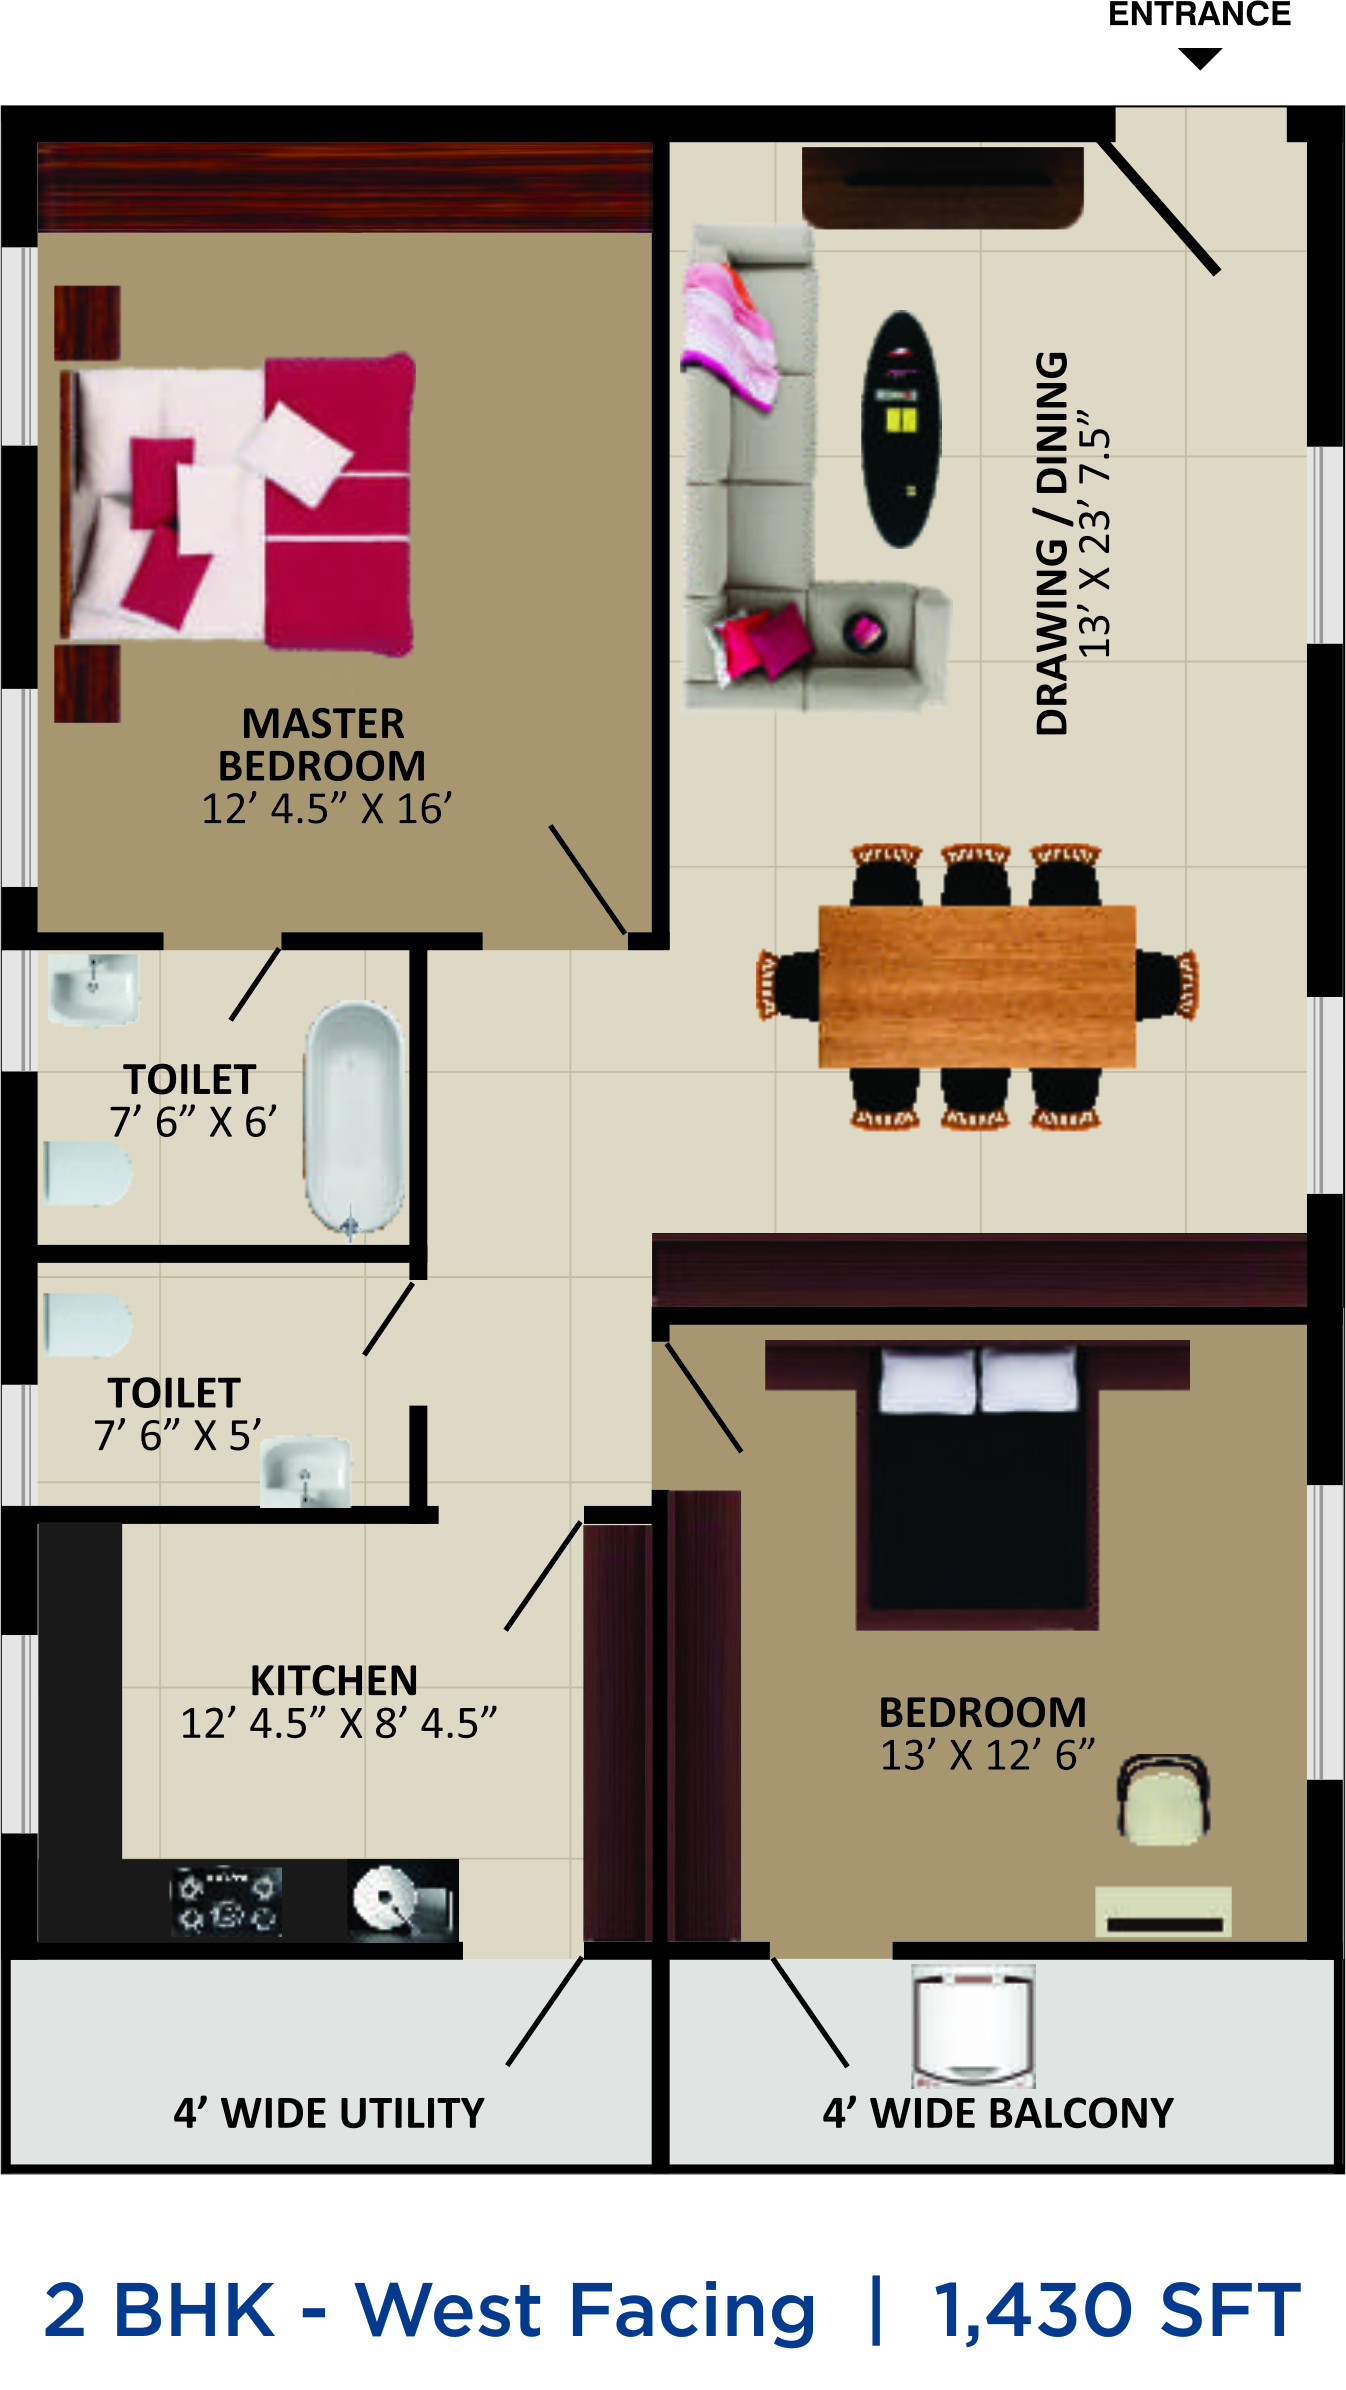 ENTRANCE
DRAWING / DINING
13’ X 23’ 7.5”
MASTER
BEDROOM
12’ 4.5” X 16’
TOILET
7’ 6” X 6’
TOILET
7’ 6” X 5’
KITCHEN
12’ 4.5” X 8’ 4.5”
BEDROOM
13’ X 12’ 6”
4’ WIDE UTILITY
4’ WIDE BALCONY
2 BHK - West Facing | 1,430 SFT